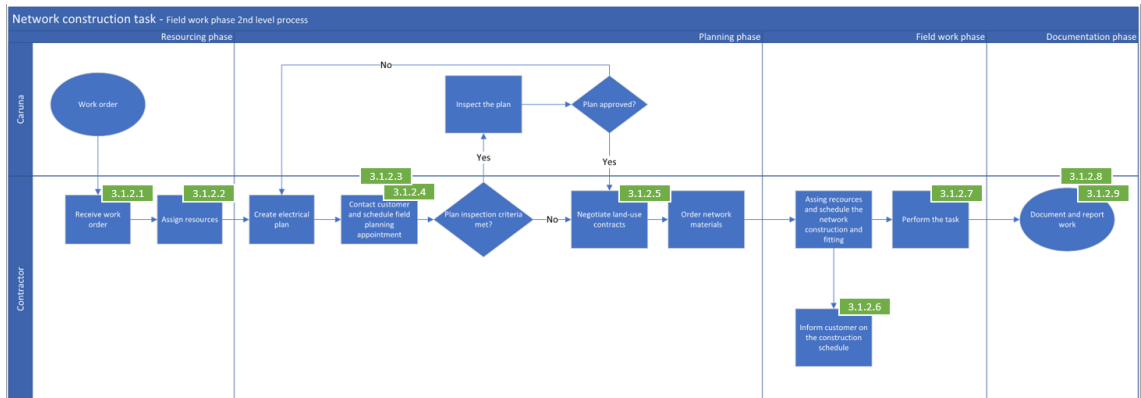 Network construction task - Field work phase 2nd level process
Resourcing phase
Planning phase
Field work phase
Documentation phase
Caruna
Work order
No
Inspect the plan
Plan approved?
Yes
Yes
Contractor
3.1.2.1
Receive work
order
3.1.2.2
Assign resources
Create electrical
plan
3.1.2.3
3.1.2.4
Contact customer
and schedule field
planning
appointment
Plan inspection criteria
met?
No
3.1.2.5
Negotiate land-use
contracts
Order network
materials
Assing recources
and schedule the
network
construction and
fitting
3.1.2.7
Perform the task
3.1.2.8
3.1.2.9
Document and report
work
3.1.2.6
Inform customer on
the construction
schedule